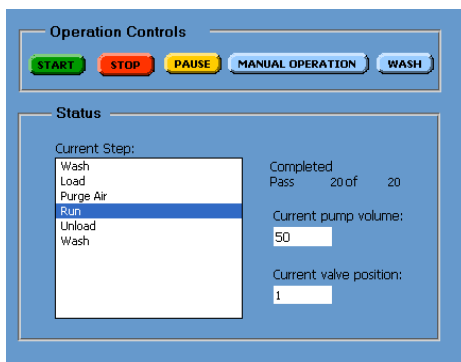 Operation Controls
START STOP PAUSE MANUAL OPERATION WASH
Status
Current Step:
Wash
Load
Purge Air
Run
Unload
Wash
Completed
Pass 20 of 20
Current pump volume:
50
Current valve position:
1